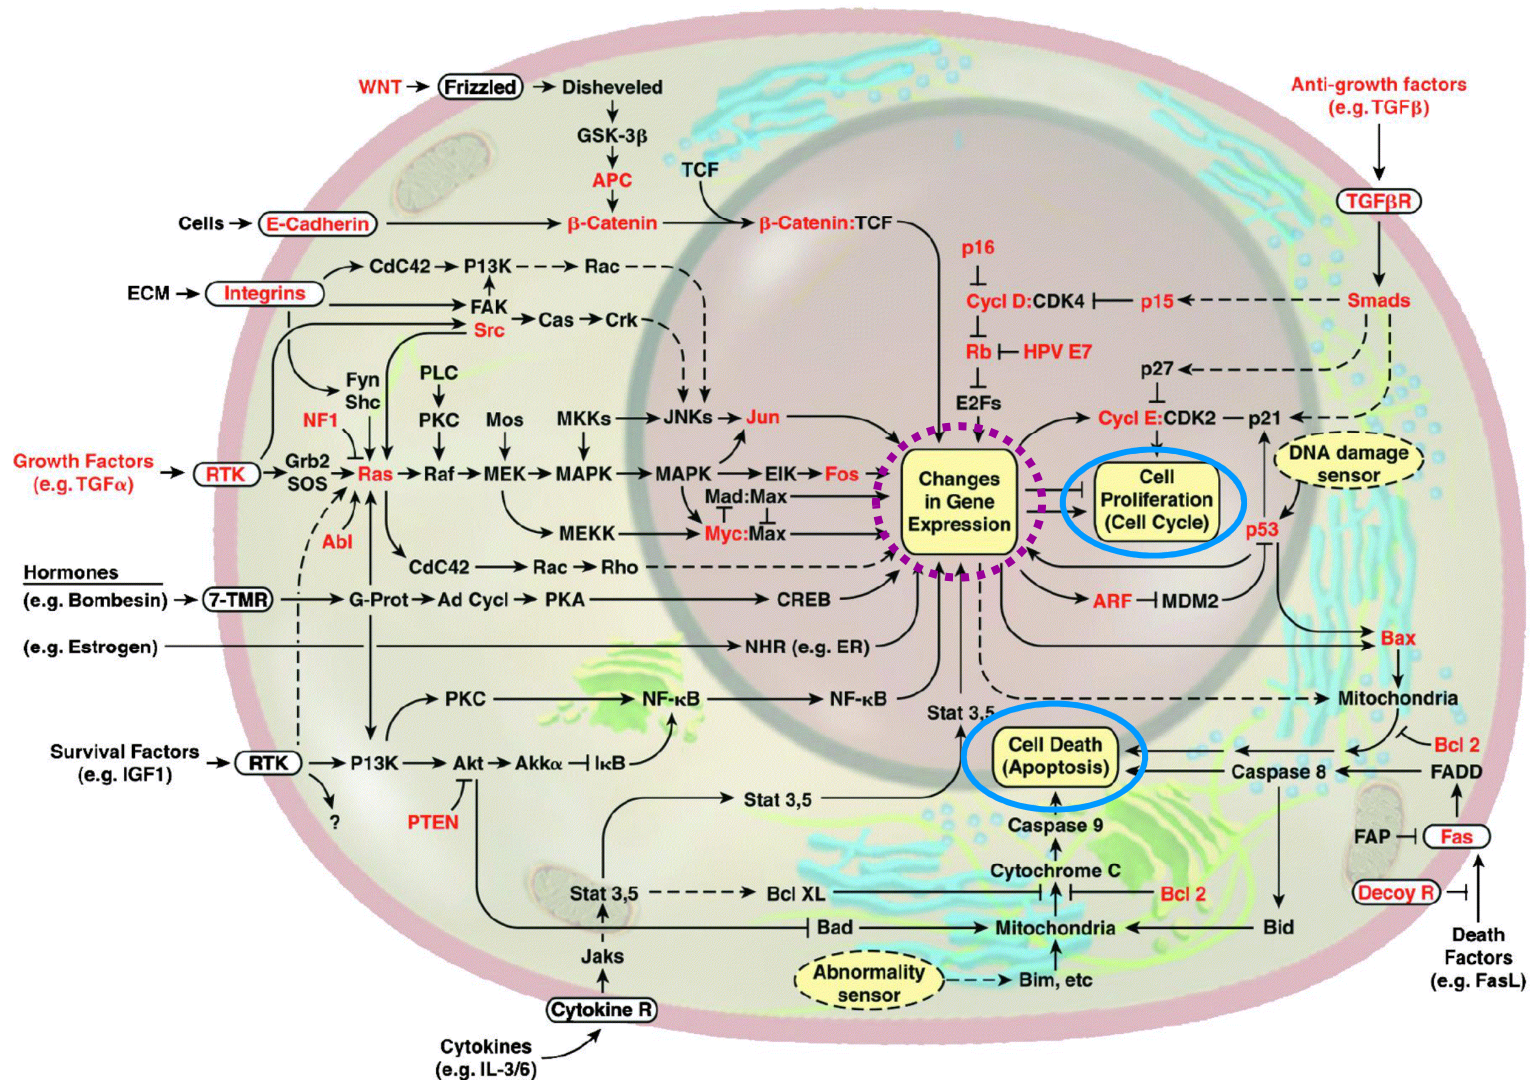 WNT
Frizzled
Disheveled
GSK-3β
APC
TCF
Cells
E-Cadherin
β-Catenin
β-Catenin:TCF
Anti-growth factors
(e.g. TGFβ)
TGFβR
Smads
p16
Cycl D:CDK4
p15
Rb
HPV E7
E2Fs
p27
Cycl E:CDK2
p21
DNA damage
sensor
ECM
Integrins
CdC42
P13K
Rac
FAK
Src
Cas
Crk
Fyn
Shc
PLC
NF1
PKC
Mos
MKKs
JNKs
Jun
Growth Factors
(e.g. TGFα)
RTK
Grb2
SOS
Ras
Raf
MEK
MAPK
MAPK
ElK
Fos
Mad:Max
Myc:Max
MEKK
Abl
CdC42
Rac
Rho
Changes
in Gene
Expression
Cell
Proliferation
(Cell Cycle)
p53
ARF
MDM2
Bax
Hormones
(e.g. Bombesin)
7-TMR
G-Prot
Ad Cycl
PKA
CREB
(e.g. Estrogen)
NHR (e.g. ER)
PKC
NF-κB
NF-κB
Stat 3,5
Mitochondria
Survival Factors
(e.g. IGF1)
RTK
P13K
Akt
Akkα
IκB
?
PTEN
Stat 3,5
Cell Death
(Apoptosis)
Bcl 2
Caspase 8
FADD
FAP
Fas
Decoy R
Death
Factors
(e.g. FasL)
Caspase 9
Cytochrome C
Stat 3,5
Bcl XL
Bcl 2
Bad
Mitochondria
Bid
Jaks
Abnormality
sensor
Bim, etc
Cytokine R
Cytokines
(e.g. IL-3/6)